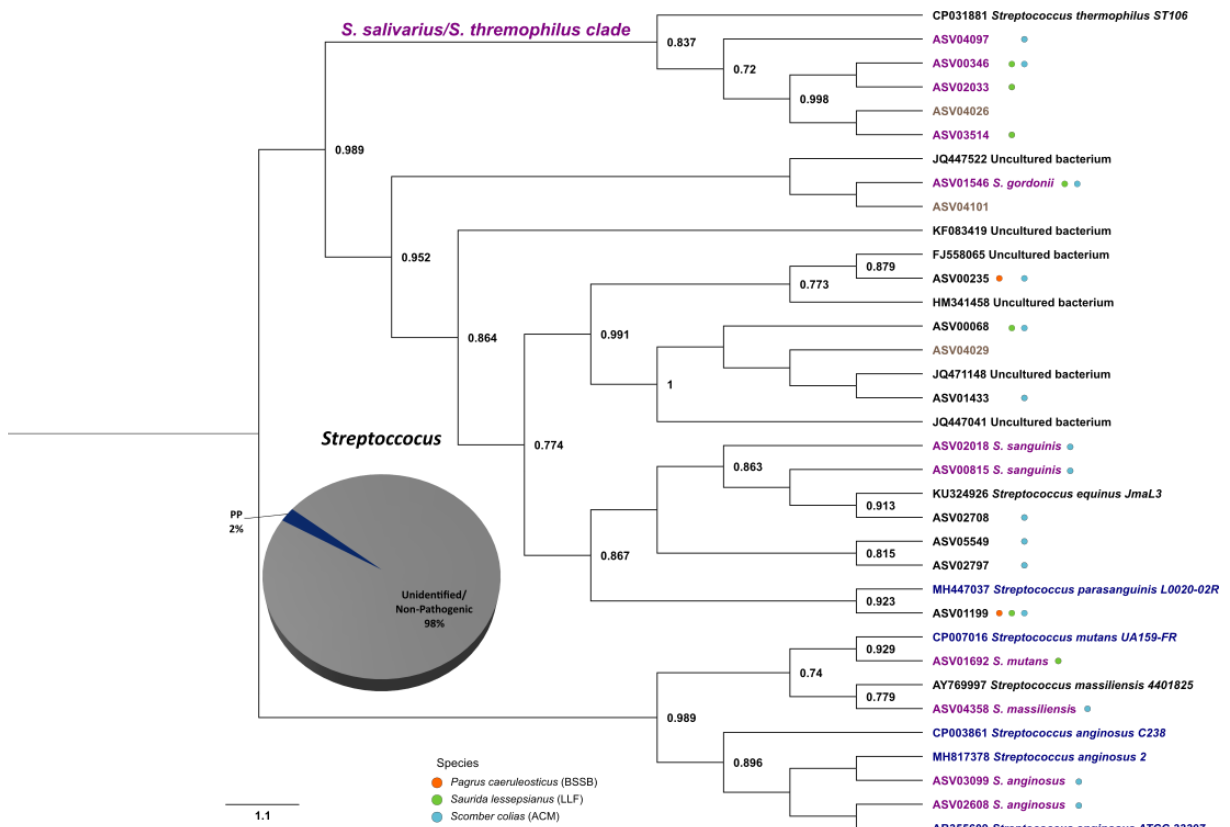 S. salivarius/S. thremophilus clade
CP031881 Streptococcus thermophilus ST106
0.837
ASV04097
0.72
ASV00346
ASV02033
0.998
ASV04026
ASV03514
0.989
JQ447522 Uncultured bacterium
ASV01546 S. gordonii
ASV04101
KF083419 Uncultured bacterium
0.952
FJ558065 Uncultured bacterium
0.879
ASV00235
0.773
HM341458 Uncultured bacterium
ASV00068
0.864
0.991
ASV04029
JQ471148 Uncultured bacterium
1
ASV01433
JQ447041 Uncultured bacterium
Streptoccocus
0.774
ASV02018 S. sanguinis
0.863
ASV00815 S. sanguinis
KU324926 Streptococcus equinus JmaL3
0.913
ASV02708
PP
2%
ASV05549
0.867
0.815
ASV02797
Unidentified/
Non-Pathogenic
98%
MH447037 Streptococcus parasanguinis L0020-02R
0.923
ASV01199
CP007016 Streptococcus mutans UA159-FR
0.929
ASV01692 S. mutans
0.74
AY769997 Streptococcus massiliensis 4401825
0.779
ASV04358 S. massiliensis
0.989
CP003861 Streptococcus anginosus C238
MH817378 Streptococcus anginosus 2
0.896
Species
ASV03099 S. anginosus
Pagrus caeruleosticus (BSSB)
Saurida lessepsianus (LLF)
ASV02608 S. anginosus
Scomber colias (ACM)
1.1